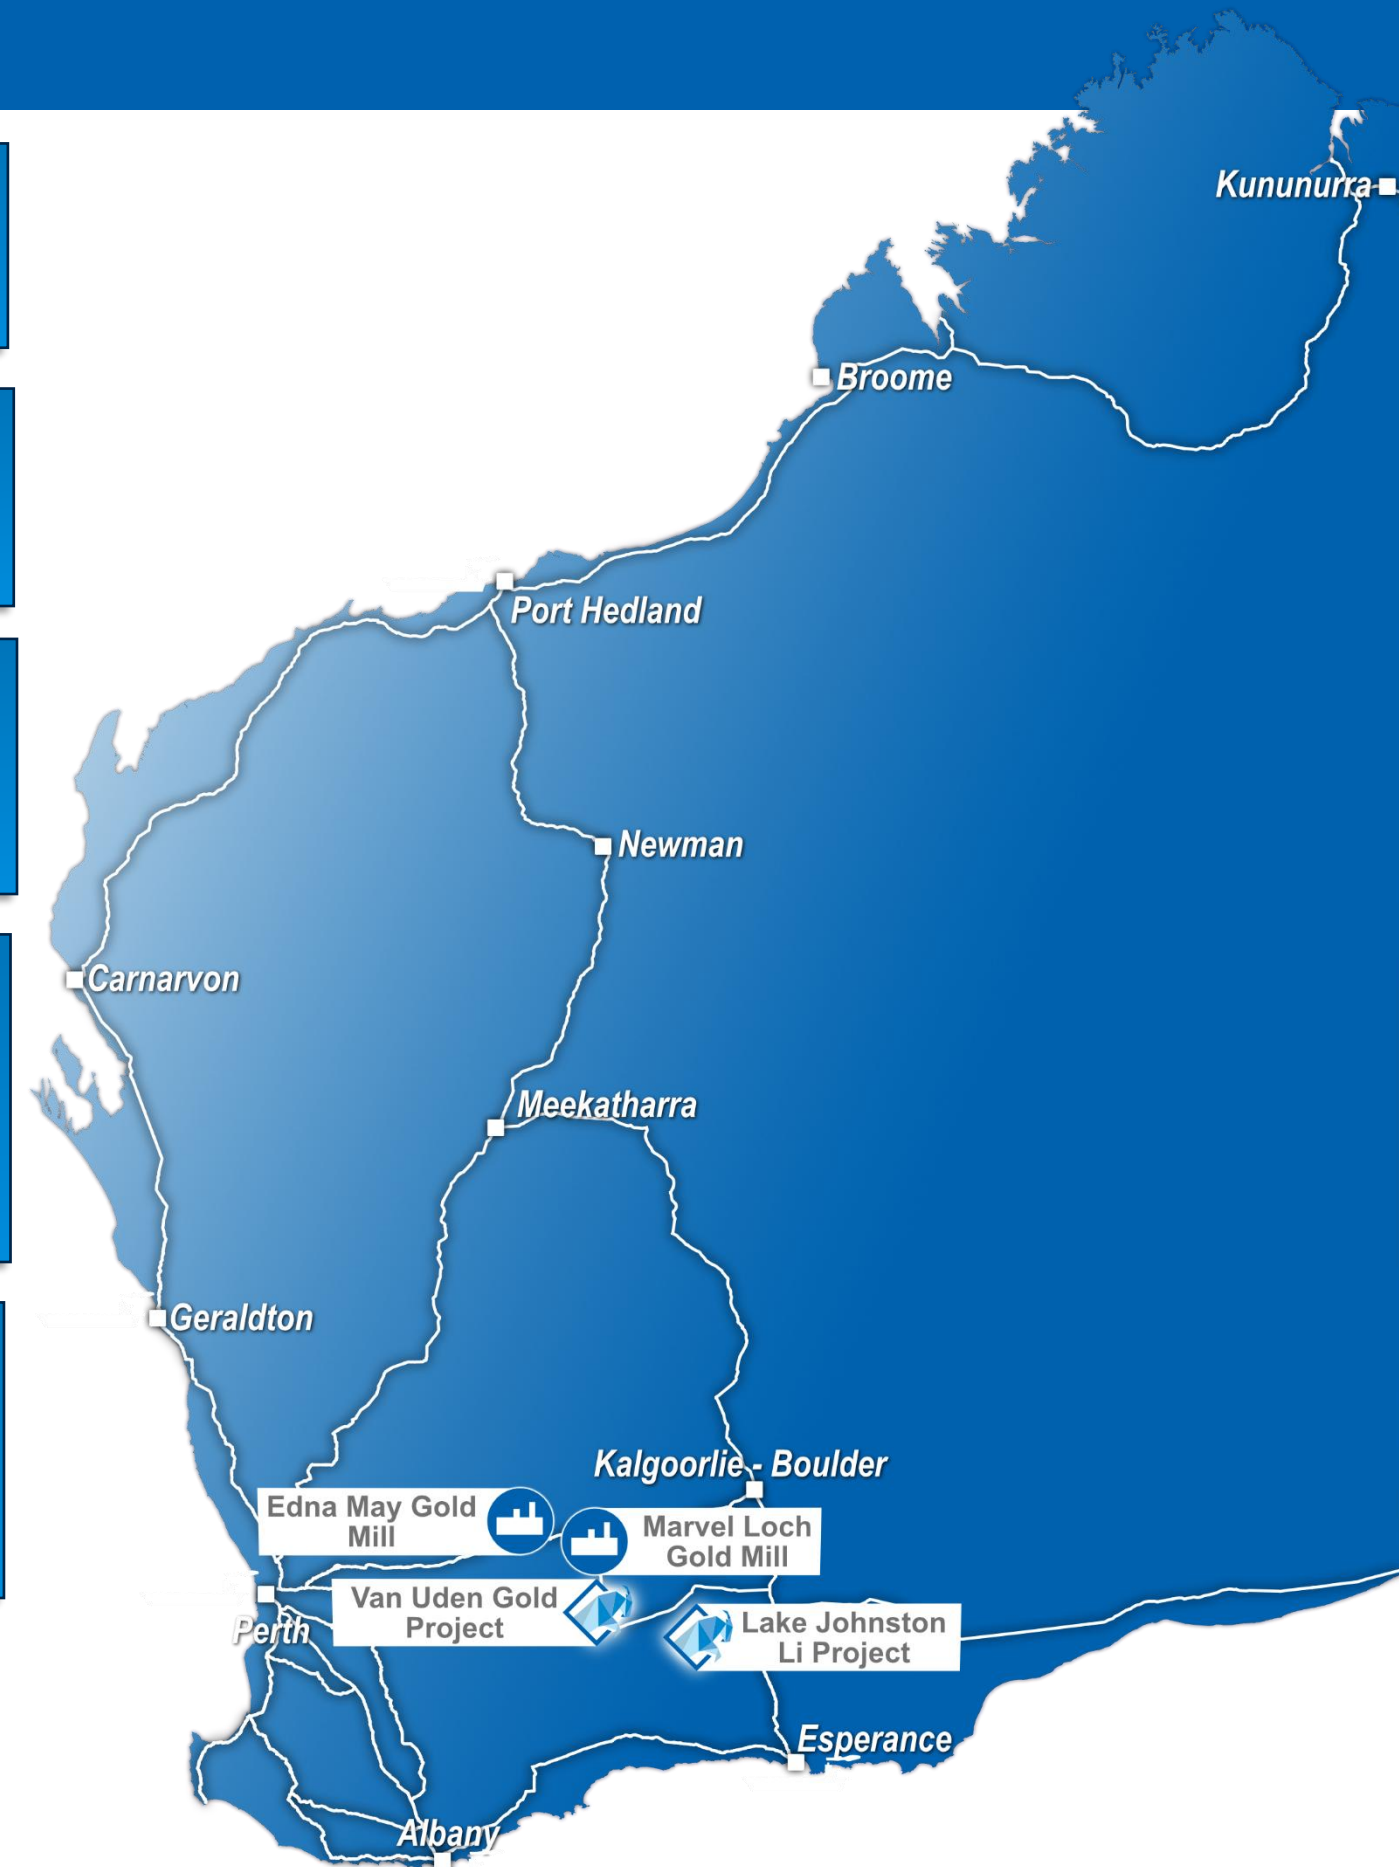 Kununurra
Broome
Port Hedland
Newman
Carnarvon
Meekatharra
Geraldton
Kalgoorlie - Boulder
Edna May Gold
Mill
Marvel Loch
Gold Mill
Van Uden Gold
Project
Perth
Lake Johnston
Li Project
Esperance
Albany